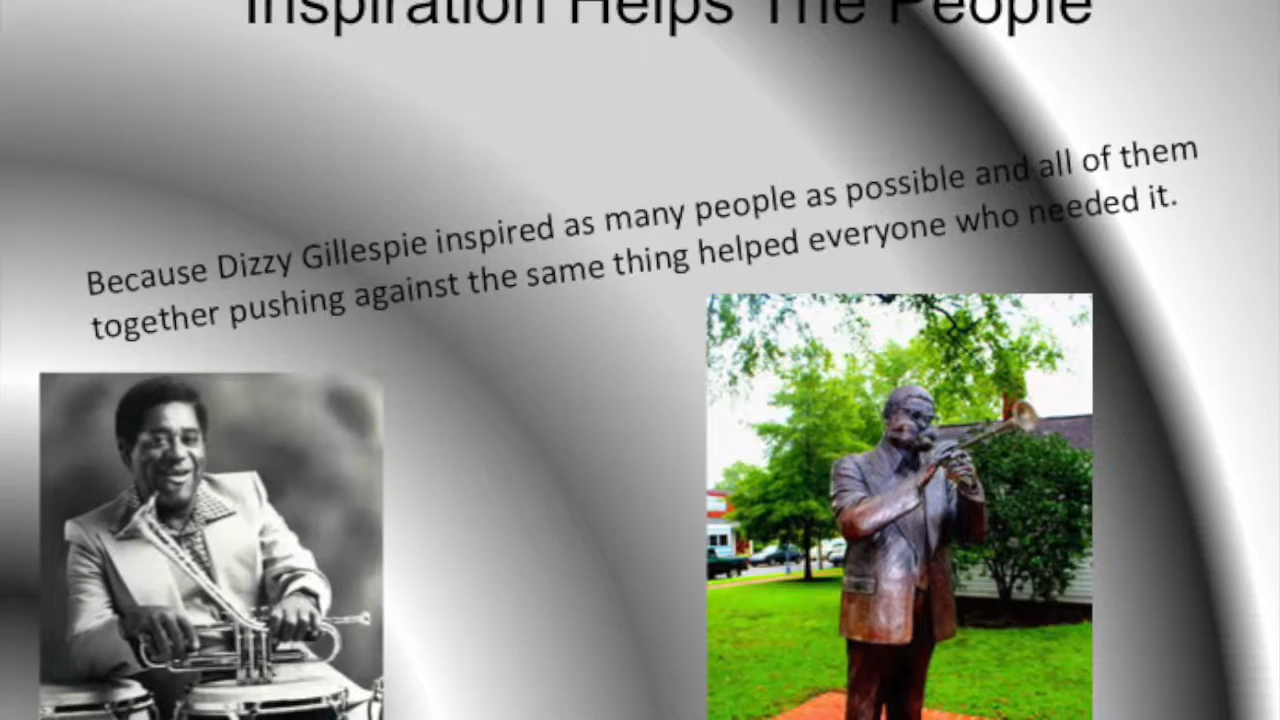 Inspiration Helps The People
Because Dizzy Gillespie inspired as many people as possible and all of them
together pushing against the same thing helped everyone who needed it.